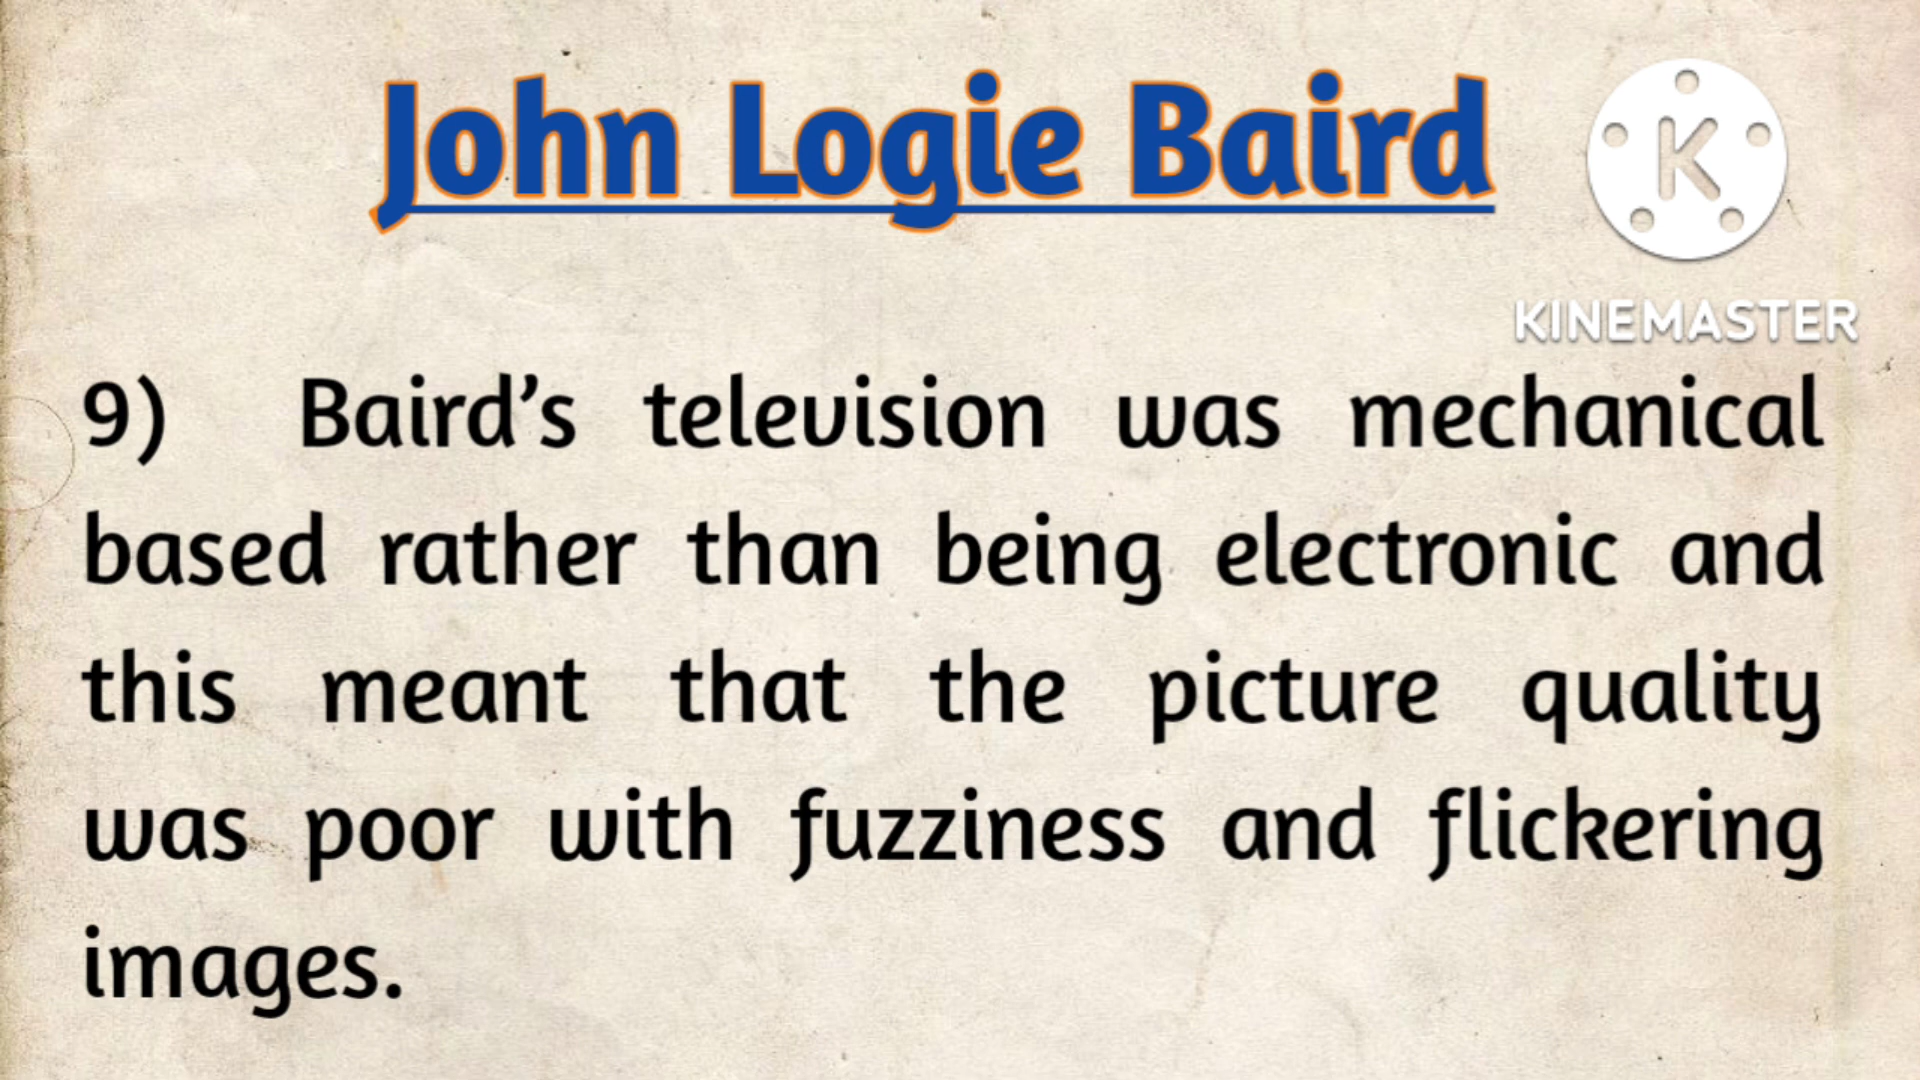 John Logie Baird
K
KINEMASTER
9) Baird’s television was mechanical
based rather than being electronic and
this meant that the picture quality
was poor with fuzziness and flickering
images.